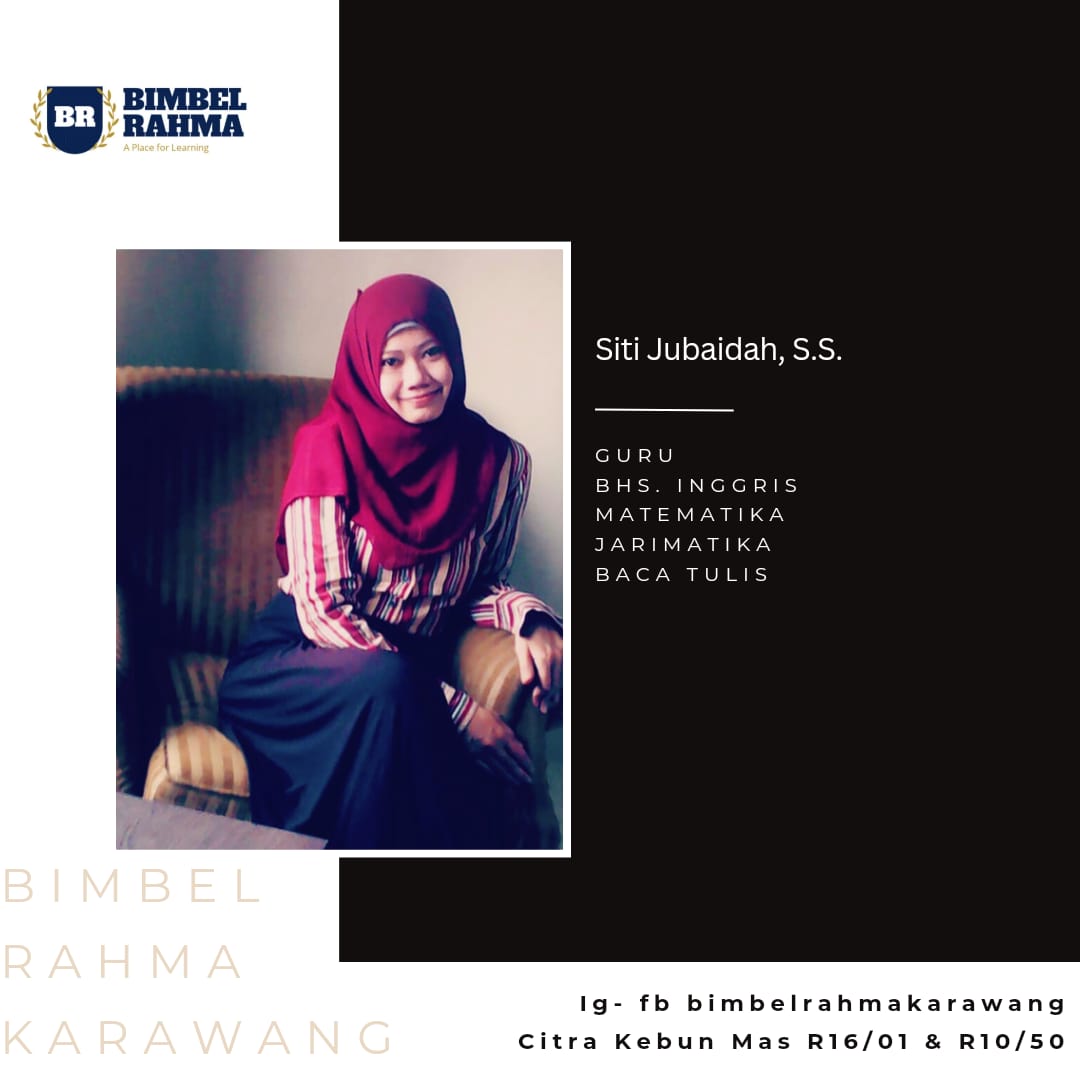 BR
BIMBEL
RAHMA
A Place for Learning
Siti Jubaidah, S.S.
GURU
BHS. INGGRIS
MATEMATIKA
JARIMATIKA
BACA TULIS
BIMBEL
RAHMA
KARAWANG
Ig- fb bimbelrahmakarawang
Citra Kebun Mas R16/01 & R10/50